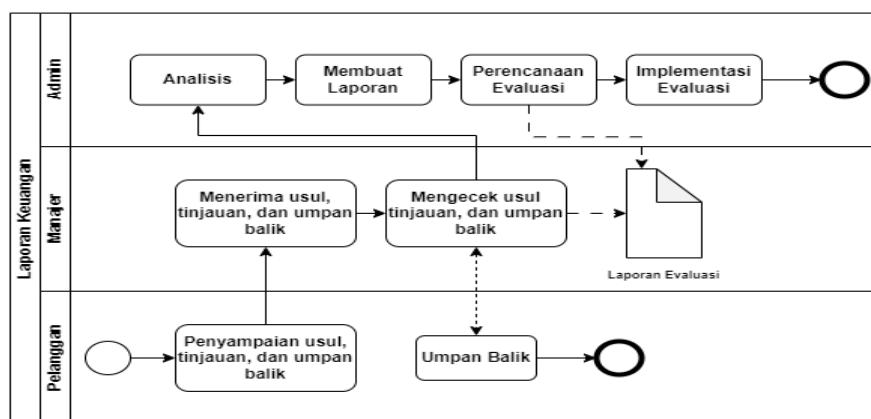 Laporan Keuangan
Admin
Analisis
Membuat
Laporan
Perencanaan
Evaluasi
Implementasi
Evaluasi
Manajer
Menerima usul,
tinjauan, dan umpan
balik
Mengecek usul
tinjauan, dan umpan
balik
Laporan Evaluasi
Pelanggan
Penyampaian usul,
tinjauan, dan umpan
balik
Umpan Balik